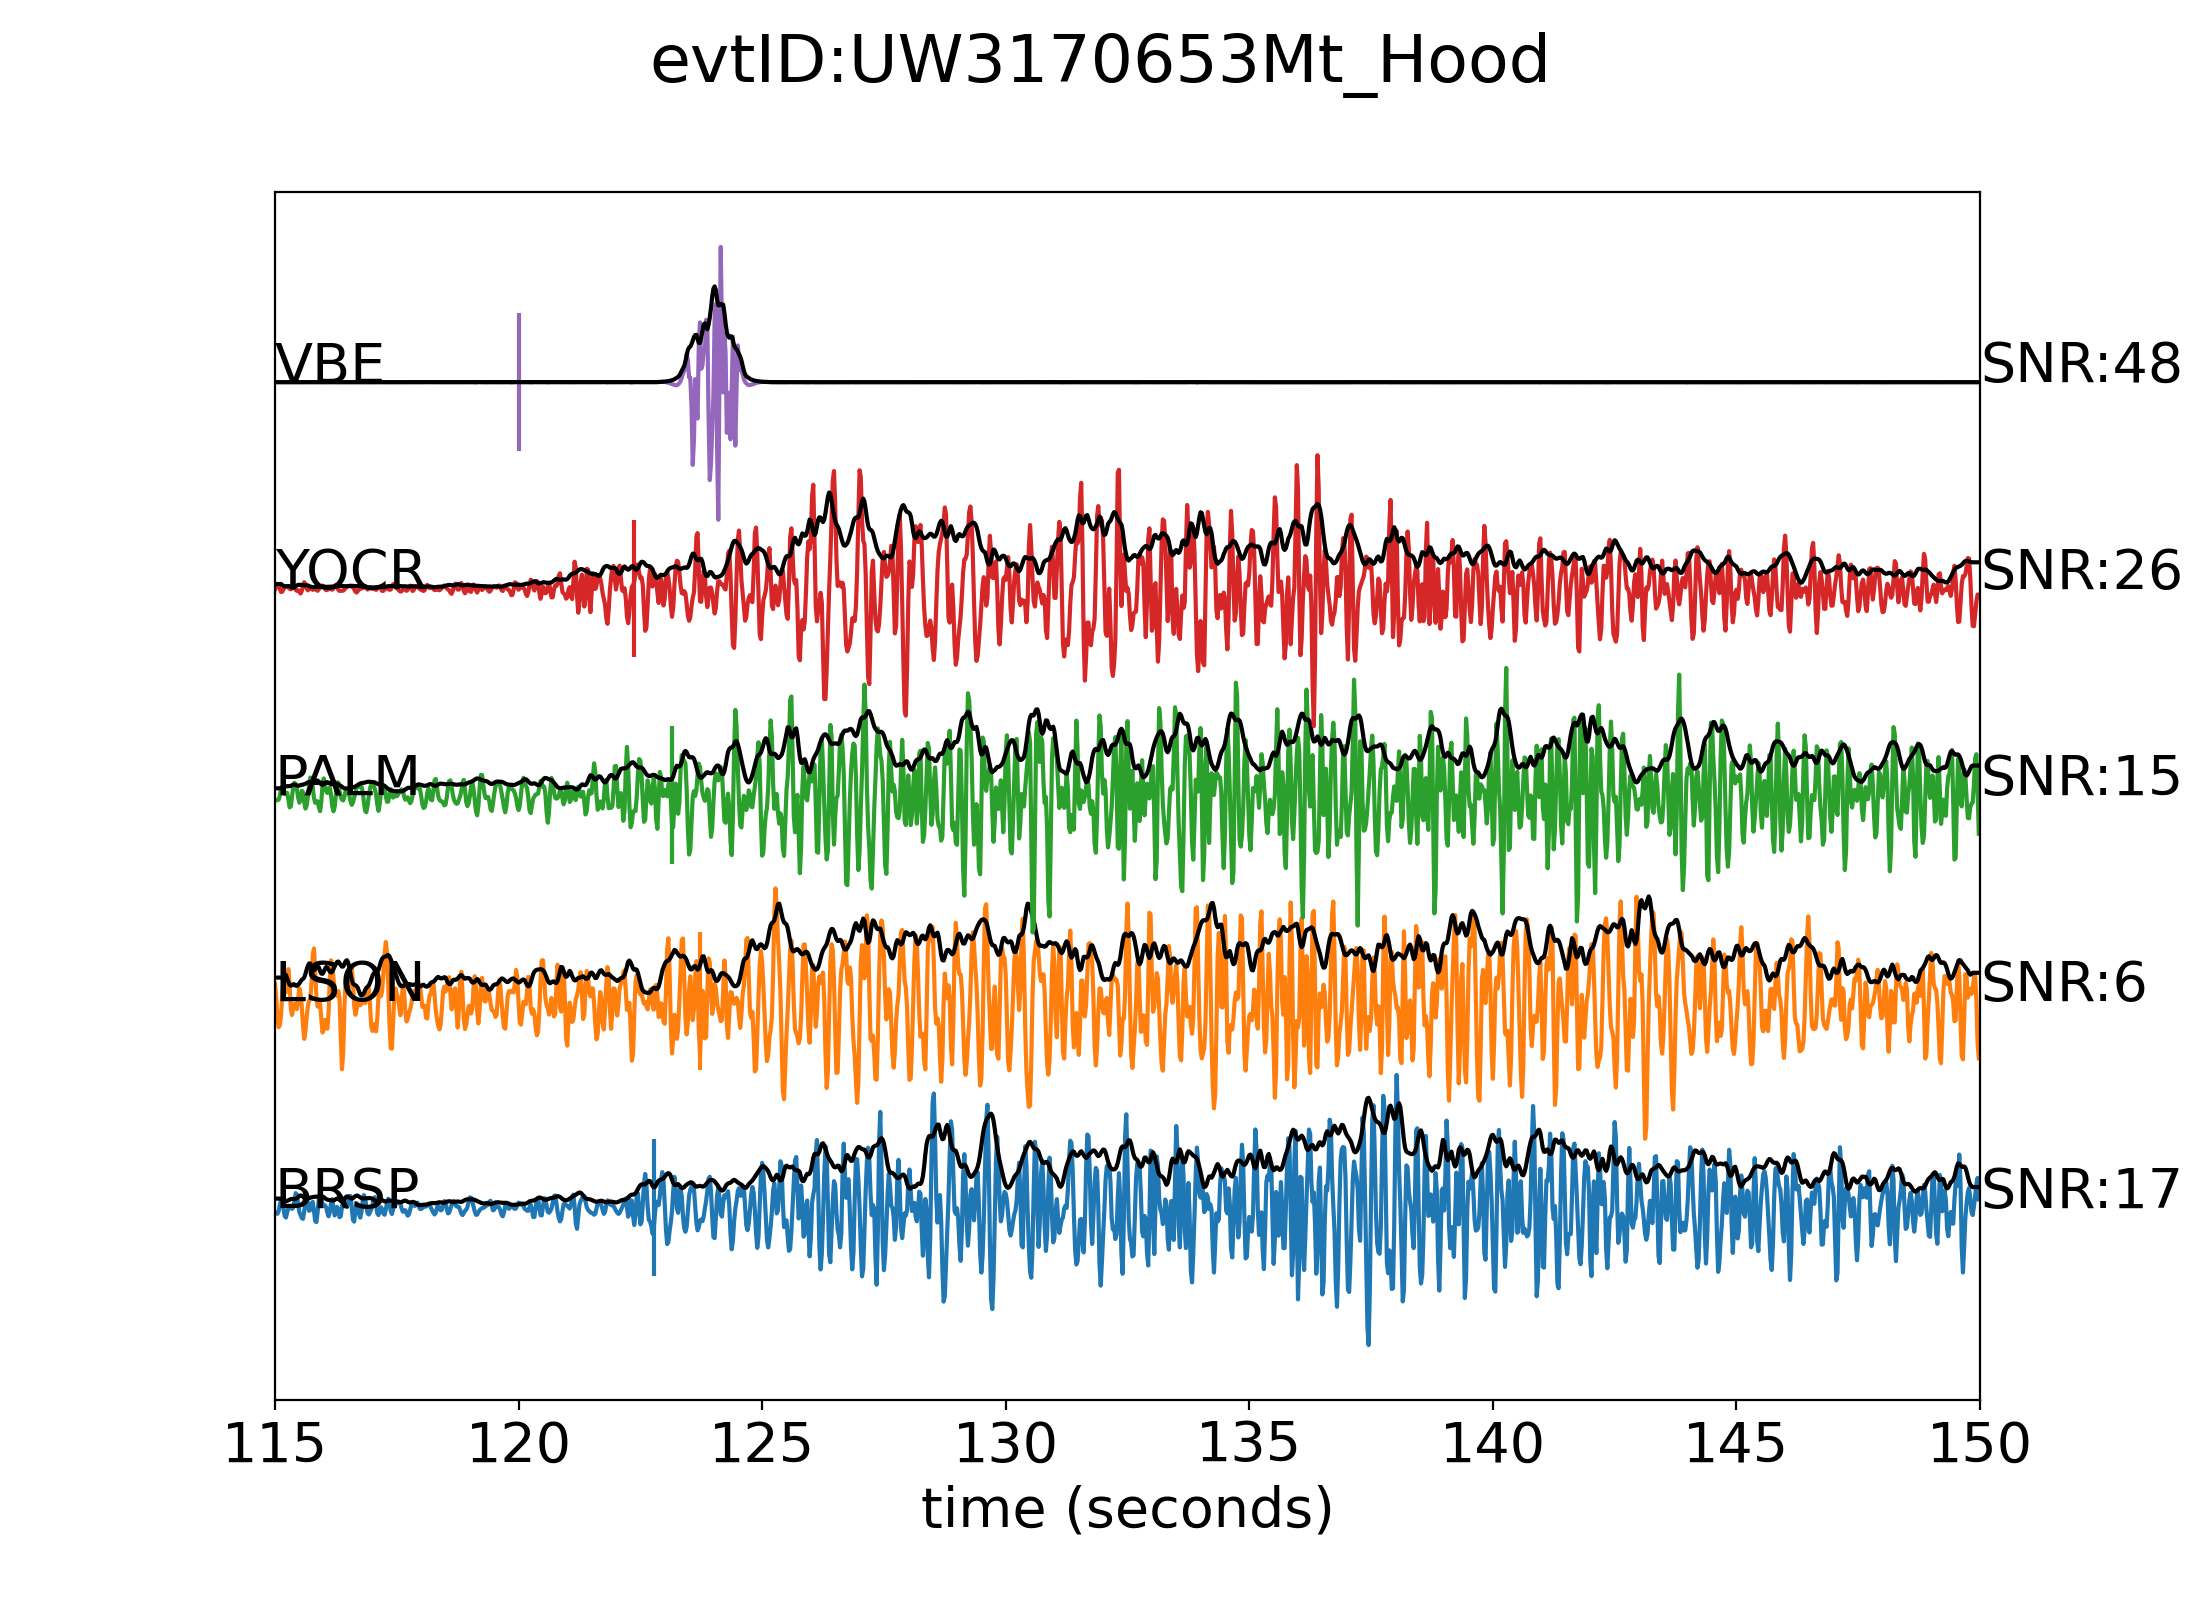 evtID:UW3170653Mt_Hood
VBE SNR:48
YOCR SNR:26
PALM SNR:15
LSON SNR:6
BRSP SNR:17
115 120 125 130 135 140 145 150
time (seconds)